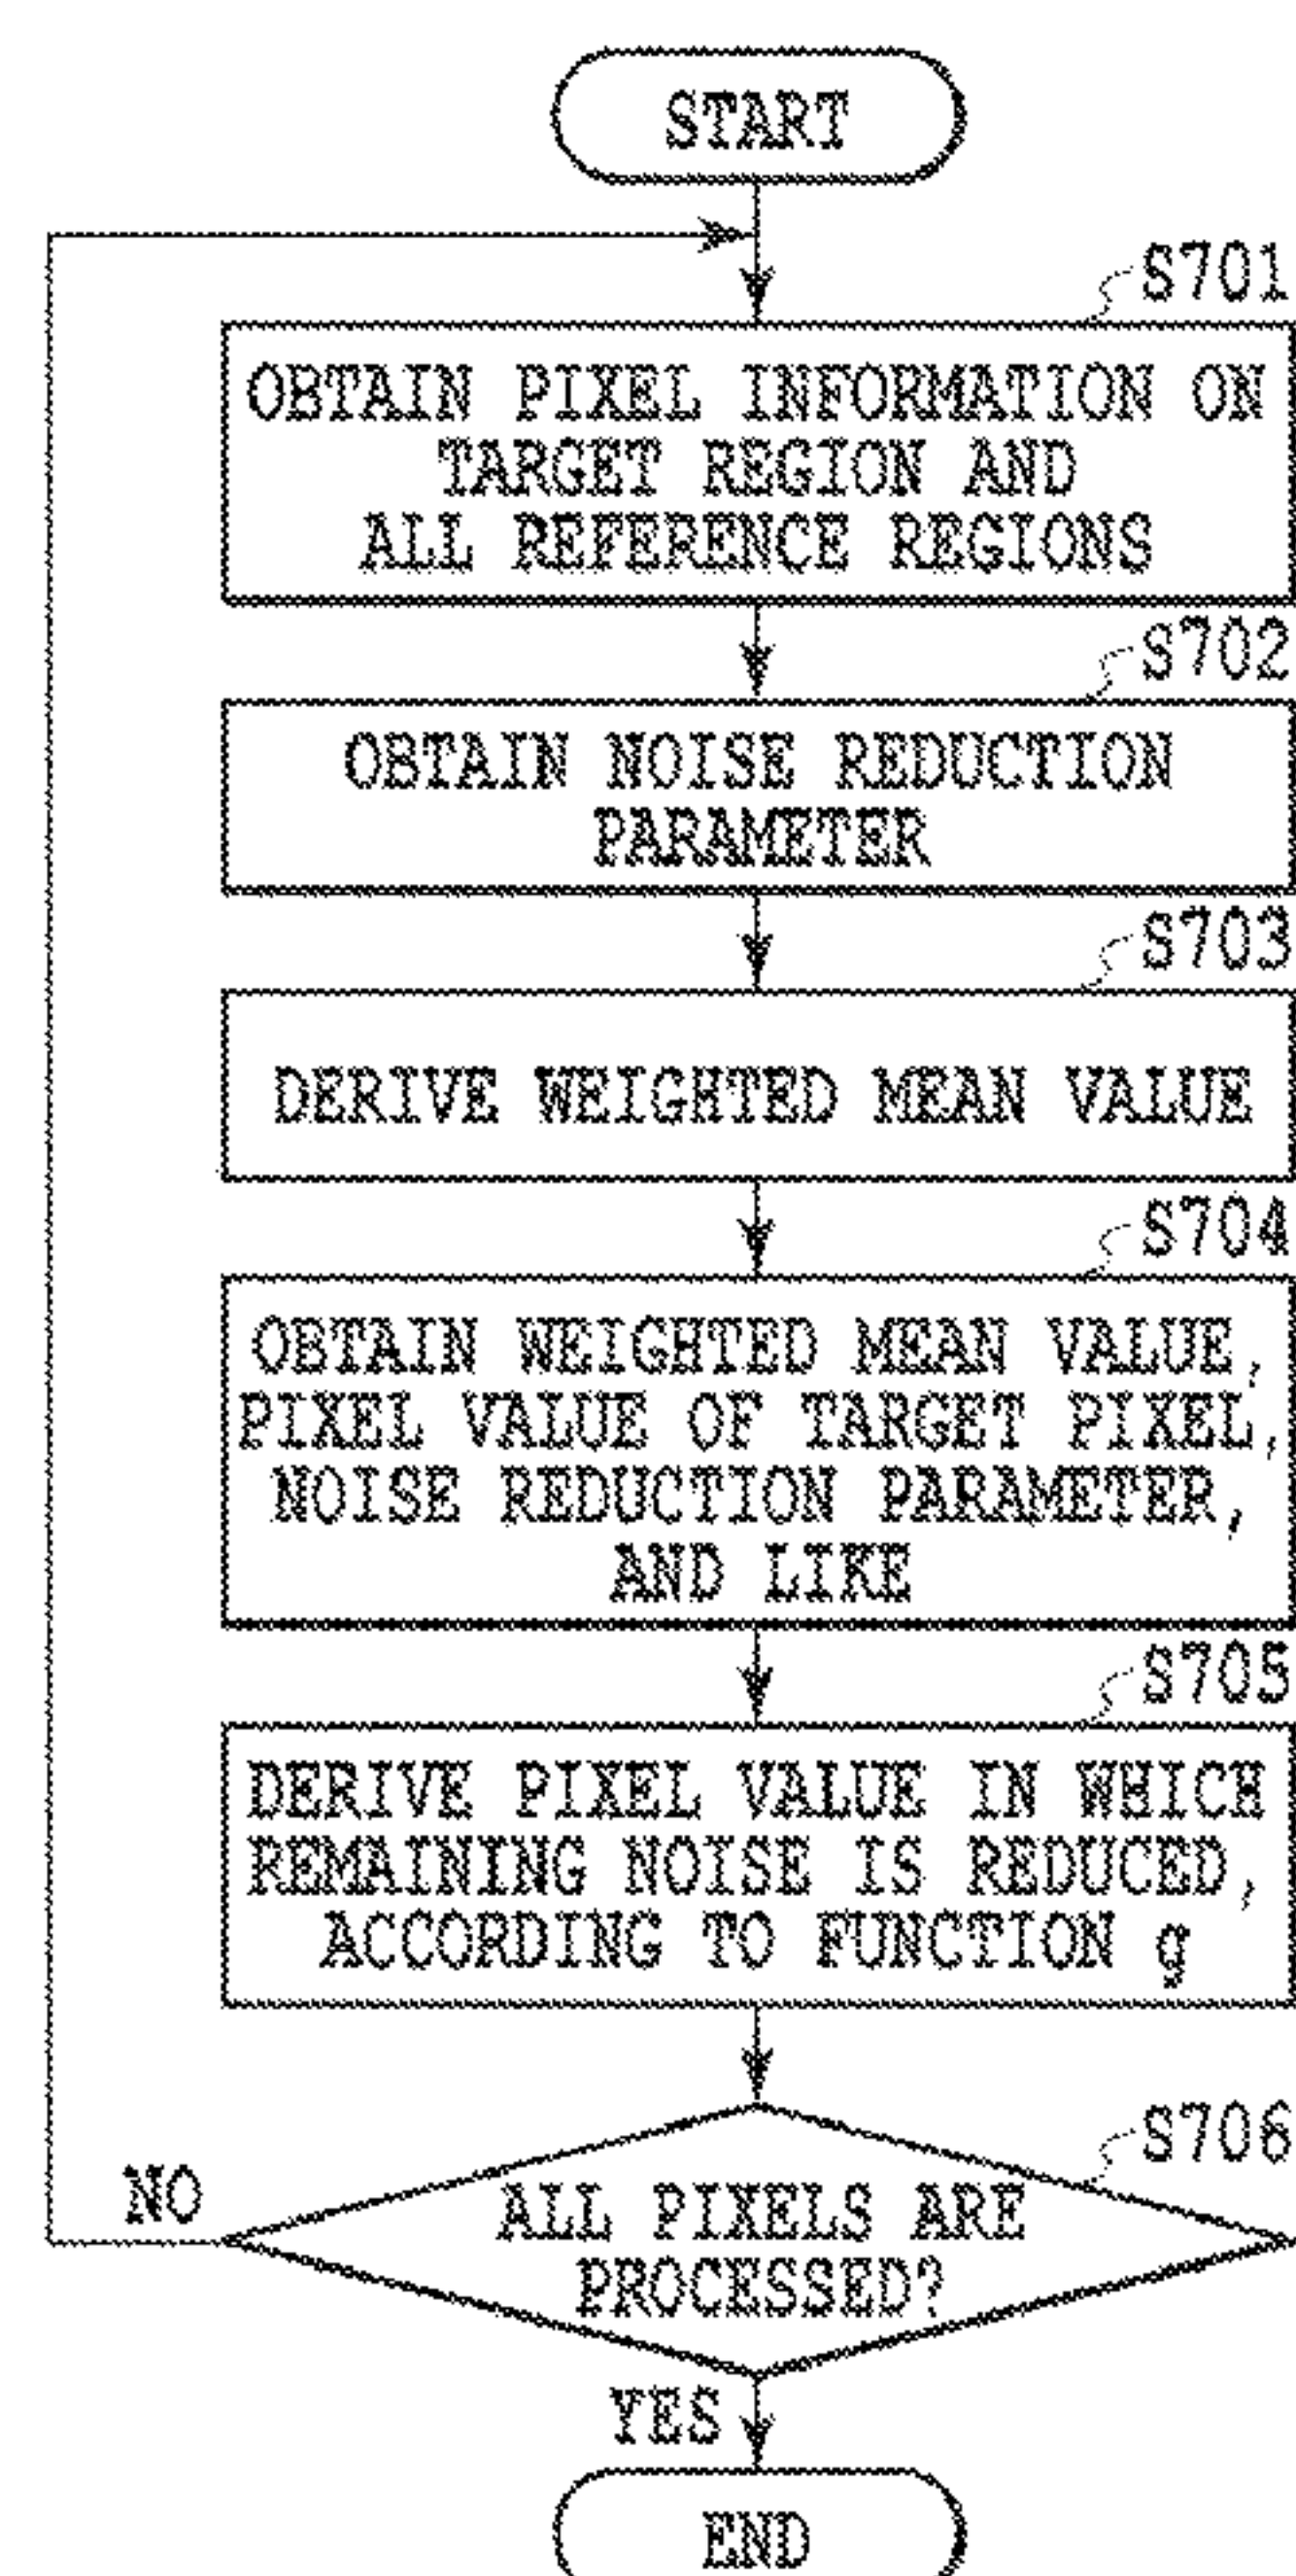 START
S701
OBTAIN PIXEL INFORMATION ON
TARGET REGION AND
ALL REFERENCE REGIONS
S702
OBTAIN NOISE REDUCTION
PARAMETER
S703
DERIVE WEIGHTED MEAN VALUE
S704
OBTAIN WEIGHTED MEAN VALUE,
PIXEL VALUE OF TARGET PIXEL,
NOISE REDUCTION PARAMETER,
AND LIKE
S705
DERIVE PIXEL VALUE IN WHICH
REMAINING NOISE IS REDUCED,
ACCORDING TO FUNCTION g
S706
NO
ALL PIXELS ARE
PROCESSED?
YES
END